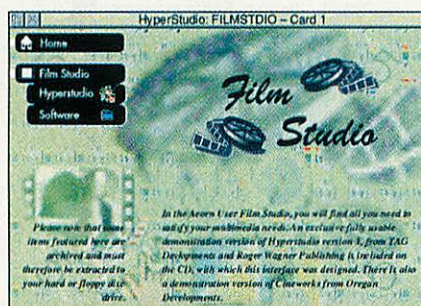 HyperStudio: FILMSTDIO – Card 1
Home
Film Studio
Hyperstudio
Software
Film
Studio
Please note that some
items featured here are
archived and must
therefore be extracted to
your hard or floppy disc
drive.
In the Acorn User Film Studio, you will find all you need to
satisfy your multimedia needs. An exclusive fully usable
demonstration version of Hyperstudio version 3, from TAG
Devlopments and Roger Wagner Publishing is included on
the CD, with which this interface was designed. There is also
a demonstration version of Cineworks from Oregan
Developments.